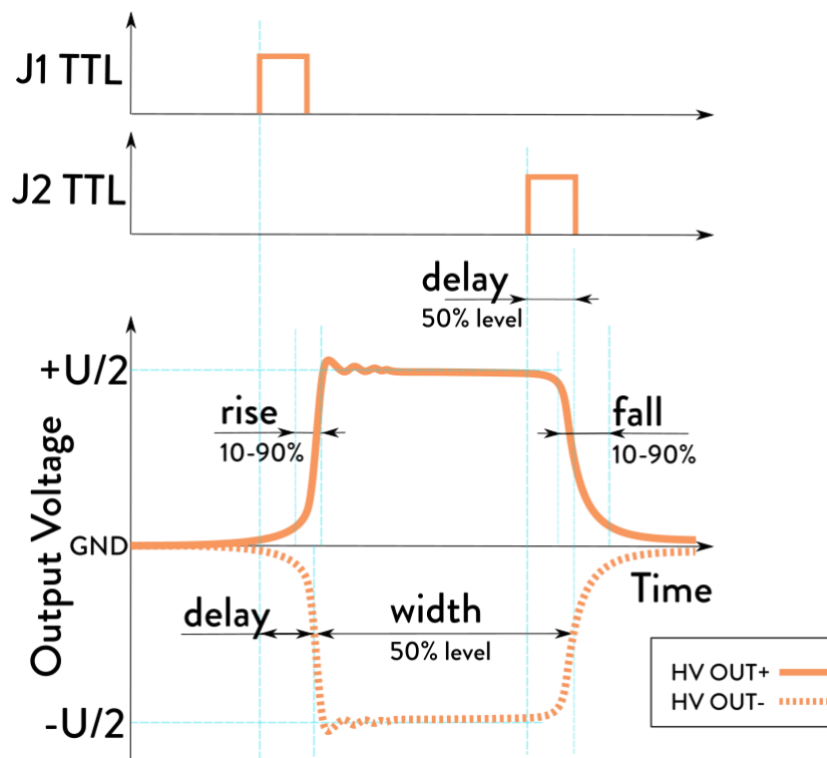 J1 TTL
J2 TTL
delay
50% level
+U/2
rise
10-90%
fall
10-90%
Output Voltage
GND
Time
delay
width
50% level
-U/2
HV OUT+
HV OUT-